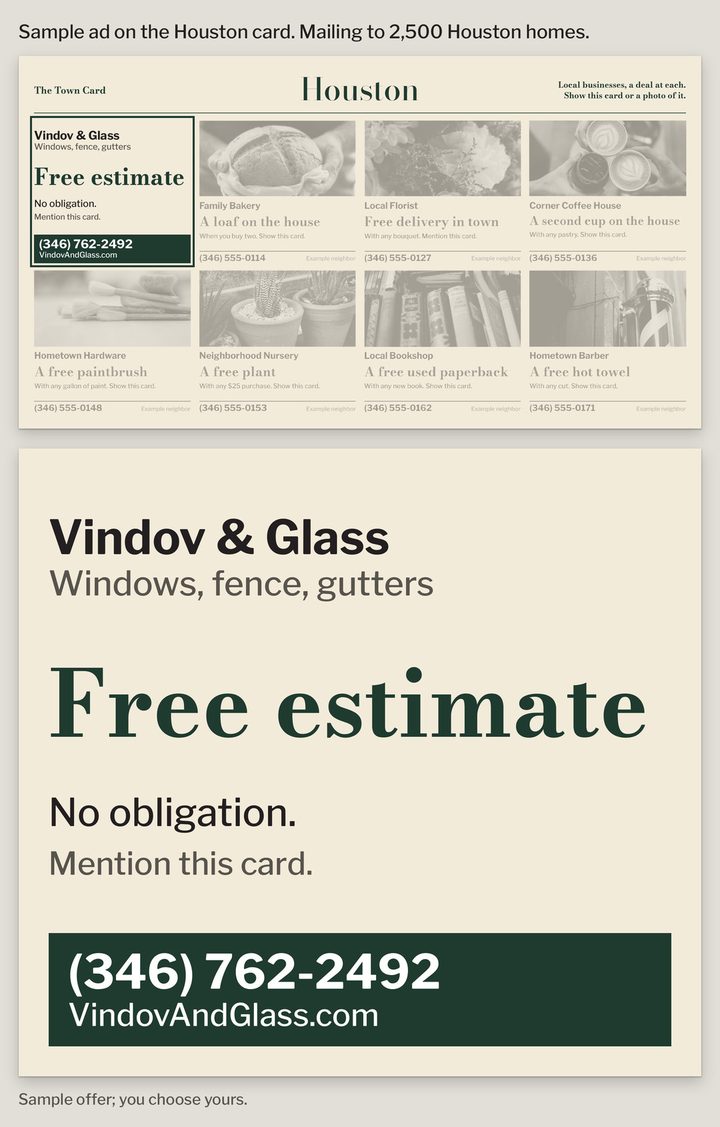 Sample ad on the Houston card. Mailing to 2,500 Houston homes.
The Town Card
Houston
Local businesses, a deal at each.
Show this card or a photo of it.
Vindov & Glass
Windows, fence, gutters
Free estimate
No obligation.
Mention this card.
(346) 762-2492
VindovAndGlass.com
Family Bakery
A loaf on the house
When you buy two. Show this card.
(346) 555-0114
Example neighbor
Local Florist
Free delivery in town
With any bouquet. Mention this card.
(346) 555-0127
Example neighbor
Corner Coffee House
A second cup on the house
With any pastry. Show this card.
(346) 555-0136
Example neighbor
Hometown Hardware
A free paintbrush
With any gallon of paint. Show this card.
(346) 555-0148
Example neighbor
Neighborhood Nursery
A free plant
With any $25 purchase. Show this card.
(346) 555-0153
Example neighbor
Local Bookshop
A free used paperback
With any new book. Show this card.
(346) 555-0162
Example neighbor
Hometown Barber
A free hot towel
With any cut. Show this card.
(346) 555-0171
Example neighbor
Vindov & Glass
Windows, fence, gutters
Free estimate
No obligation.
Mention this card.
(346) 762-2492
VindovAndGlass.com
Sample offer; you choose yours.